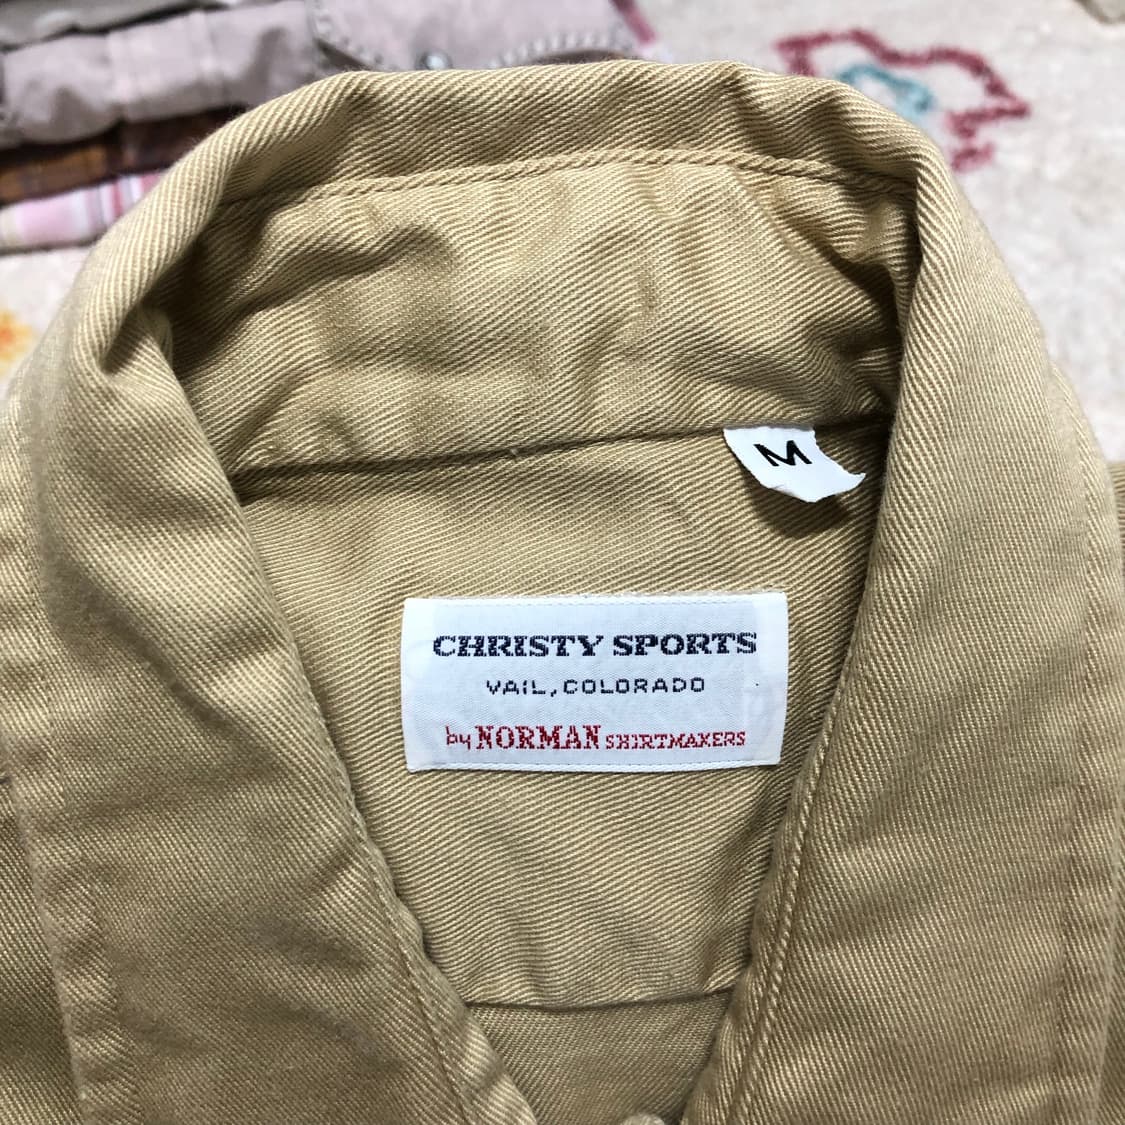 M
CHRISTY SPORTS
VAIL, COLORADO
by NORMAN SHIRTMAKERS